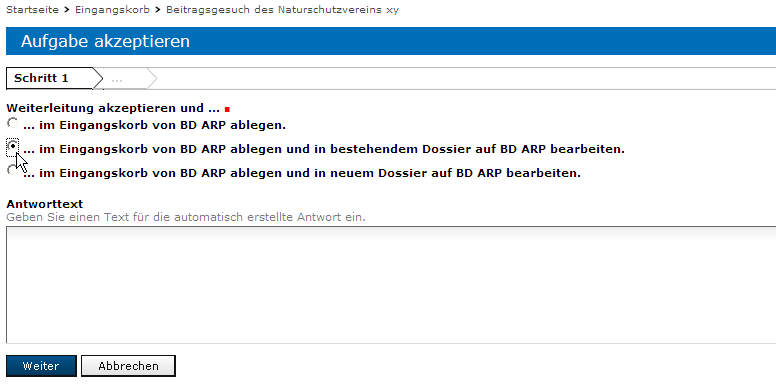 Startseite > Eingangskorb > Beitragsgesuch des Naturschutzvereins xy
Aufgabe akzeptieren
Schritt 1 ...
Weiterleitung akzeptieren und ...
... im Eingangskorb von BD ARP ablegen.
... im Eingangskorb von BD ARP ablegen und in bestehendem Dossier auf BD ARP bearbeiten.
... im Eingangskorb von BD ARP ablegen und in neuem Dossier auf BD ARP bearbeiten.
Antworttext
Geben Sie einen Text für die automatisch erstellte Antwort ein.
Weiter Abbrechen